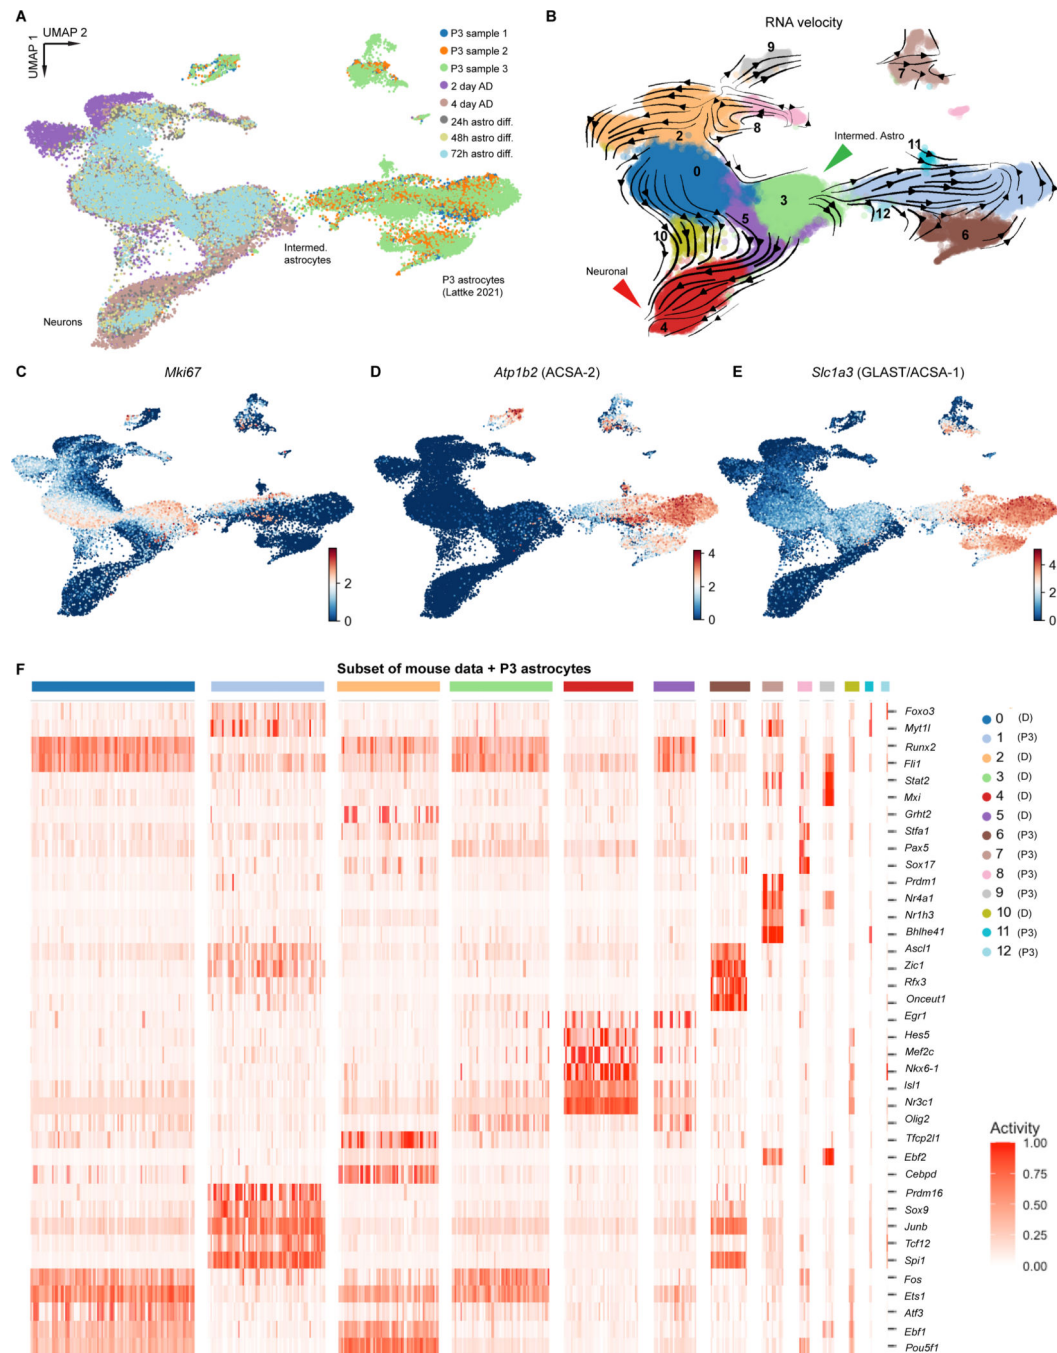 A
UMAP 2
UMAP 1
P3 sample 1
P3 sample 2
P3 sample 3
2 day AD
4 day AD
24h astro diff.
48h astro diff.
72h astro diff.
Intermed.
astrocytes
P3 astrocytes
(Lattke 2021)
Neurons
B
RNA velocity
9
7
8
2
Intermed. Astro
11
0
3
1
12
5
10
6
Neuronal
4
C
Mki67
2
0
D
Atp1b2 (ACSA-2)
4
2
0
E
Slc1a3 (GLAST/ACSA-1)
4
2
0
F
Subset of mouse data + P3 astrocytes
Foxo3
Myt1l
Runx2
Fli1
Stat2
Mxi
Grht2
Stfa1
Pax5
Sox17
Prdm1
Nr4a1
Nr1h3
Bhlhe41
Ascl1
Zic1
Rfx3
Onceut1
Egr1
Hes5
Mef2c
Nkx6-1
Isl1
Nr3c1
Olig2
Tfcp2l1
Ebf2
Cebpd
Prdm16
Sox9
Junb
Tcf12
Spi1
Fos
Ets1
Atf3
Ebf1
Pou5f1
0 (D)
1 (P3)
2 (D)
3 (D)
4 (D)
5 (D)
6 (P3)
7 (P3)
8 (P3)
9 (P3)
10 (D)
11 (P3)
12 (P3)
Activity
1.00
0.75
0.50
0.25
0.00